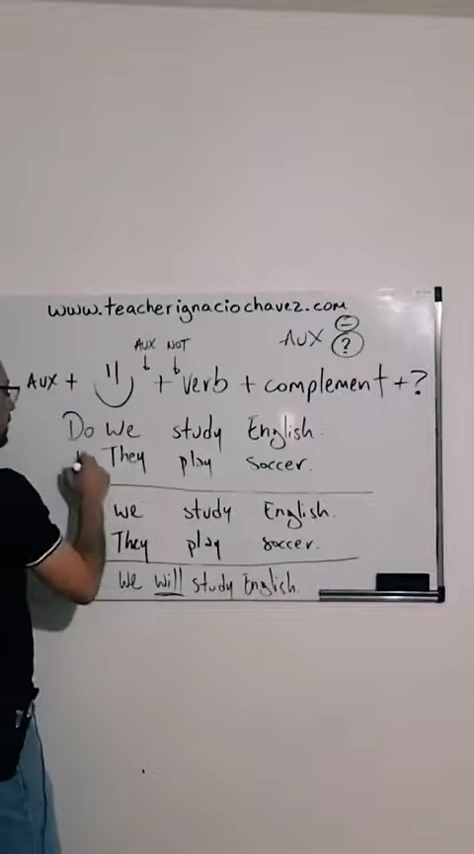 www.teacherignaciochavez.com
AUX NOT
AUX - ?
AUX + + verb + complement + ?
Do We study English.
They play soccer.
We study English.
They play soccer.
We will study English.